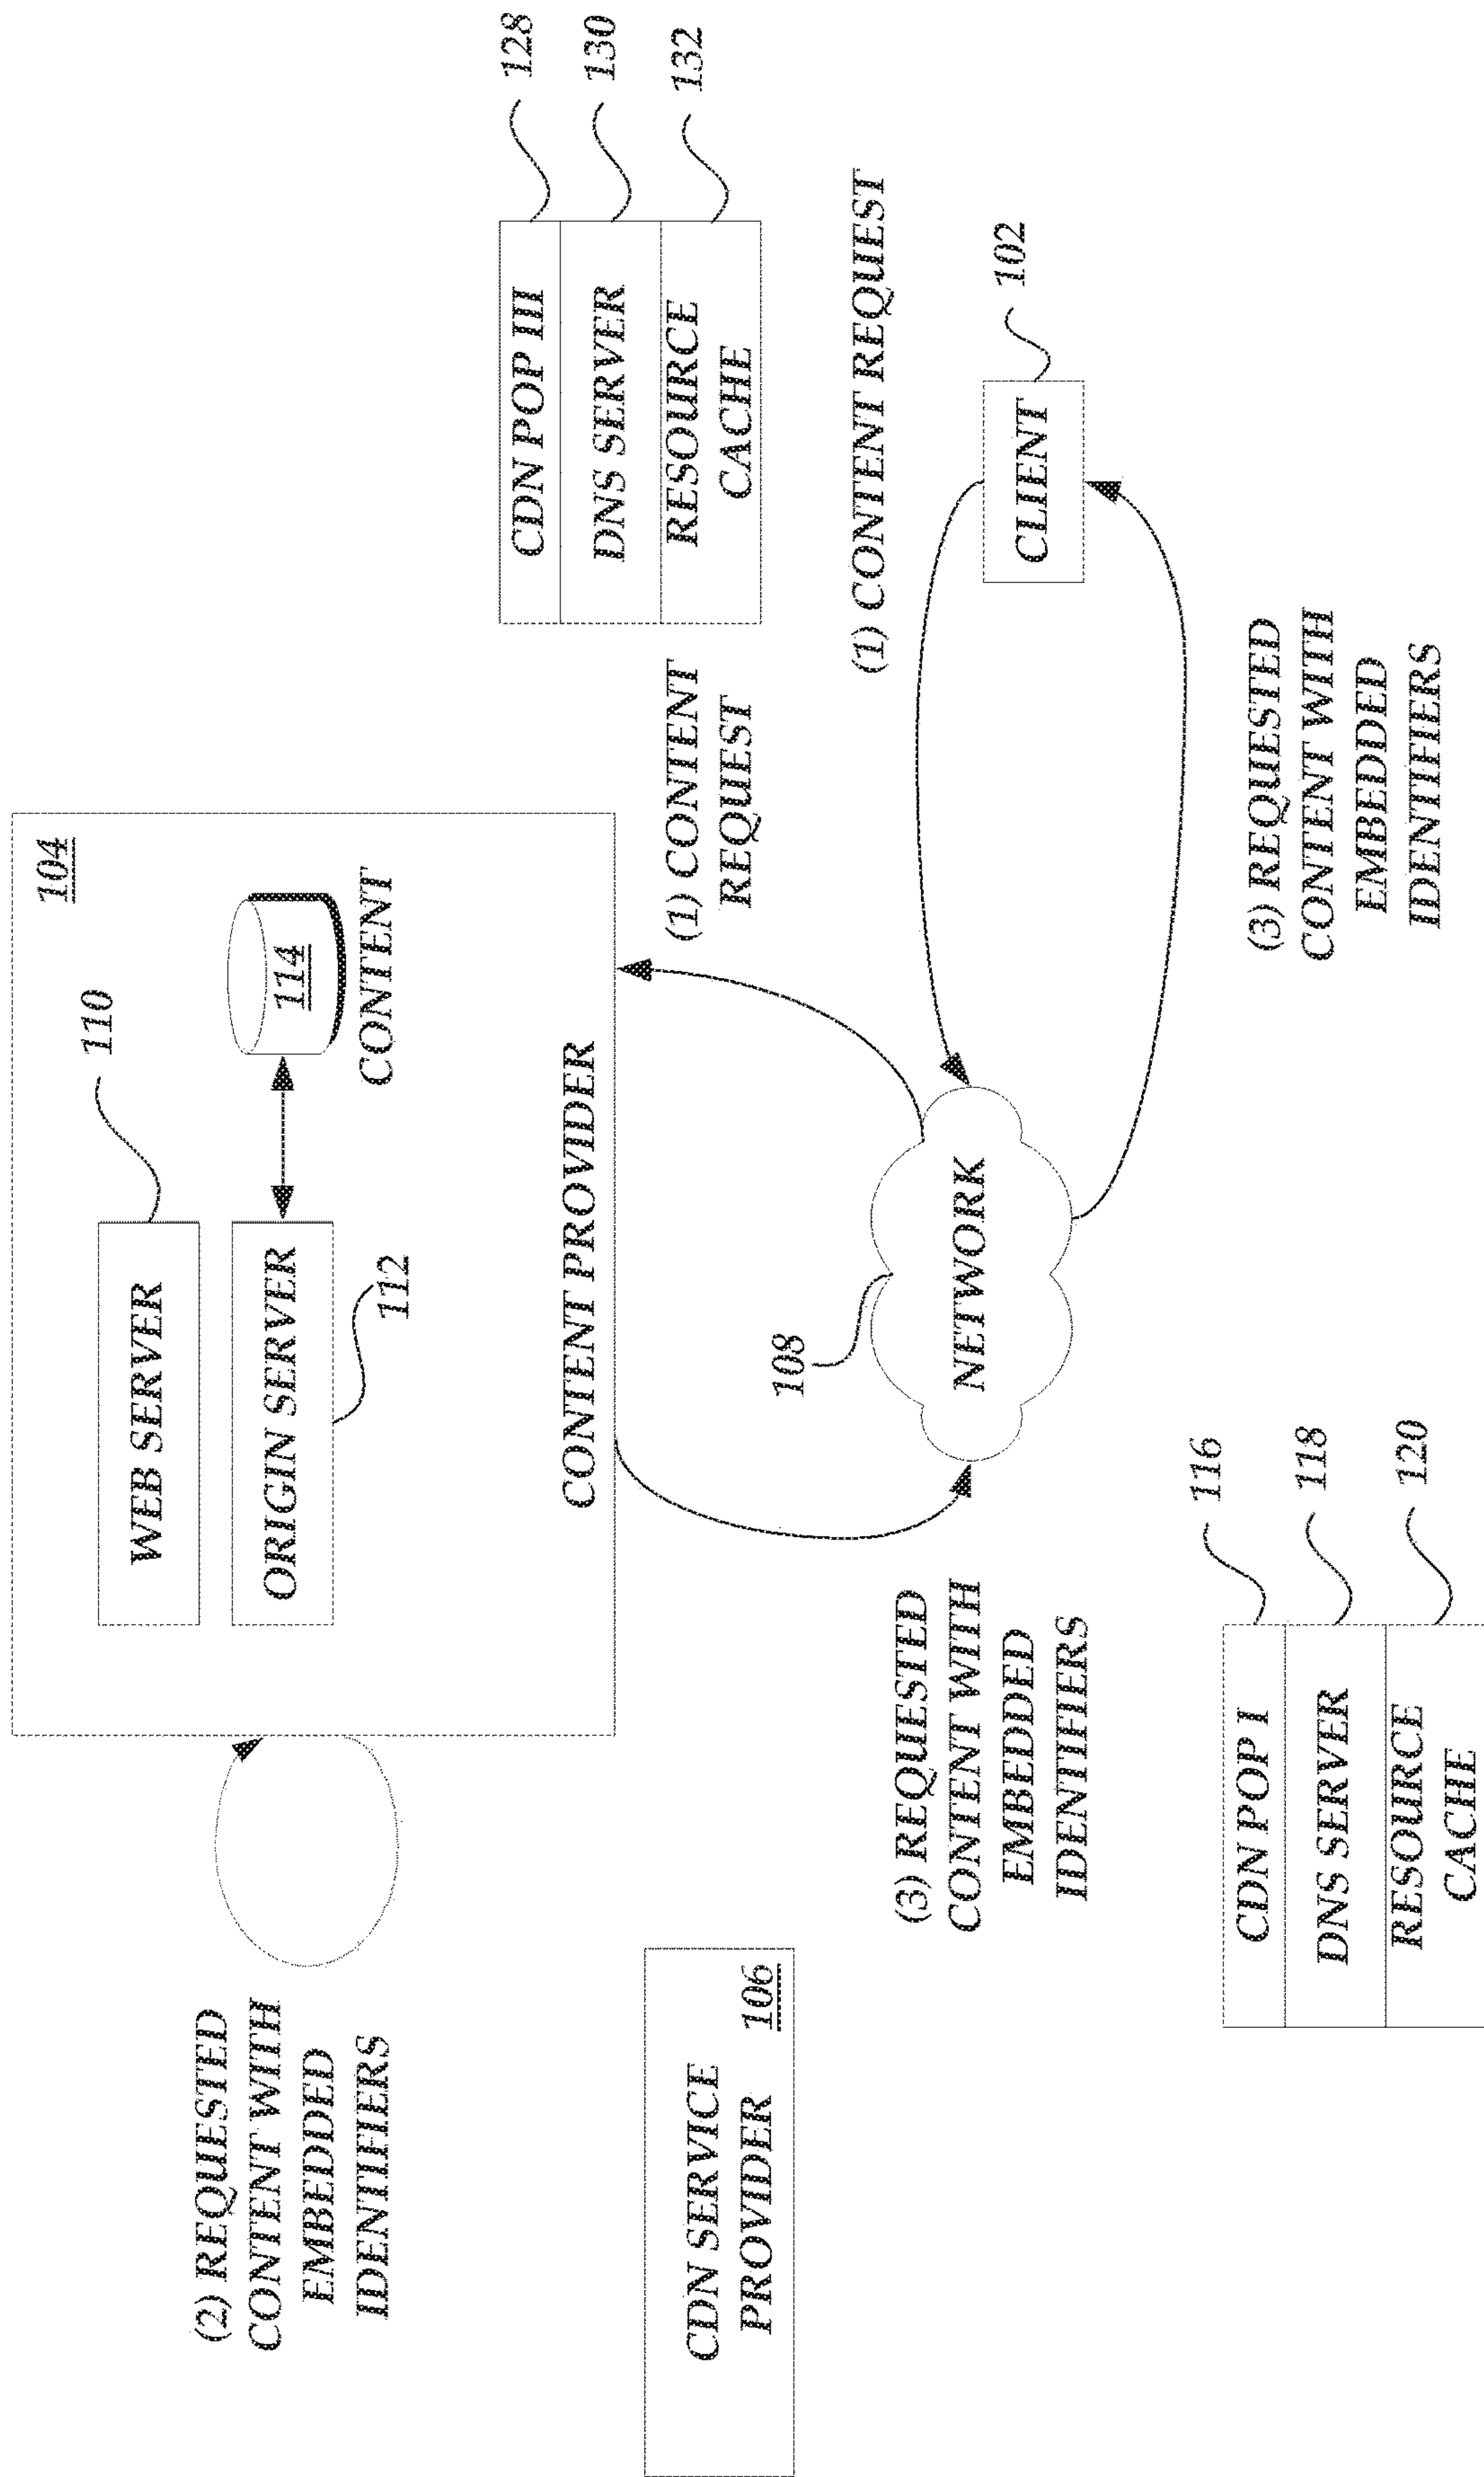 104
WEB SERVER
110
ORIGIN SERVER
112
114
CONTENT
CONTENT PROVIDER
(2) REQUESTED
CONTENT WITH
EMBEDDED
IDENTIFIERS
CDN SERVICE
PROVIDER
106
(1) CONTENT
REQUEST
CDN POP III
128
DNS SERVER
130
RESOURCE
CACHE
132
(3) REQUESTED
CONTENT WITH
EMBEDDED
IDENTIFIERS
108
NETWORK
(1) CONTENT REQUEST
CLIENT
102
CDN POP I
116
DNS SERVER
118
RESOURCE
CACHE
120
(3) REQUESTED
CONTENT WITH
EMBEDDED
IDENTIFIERS